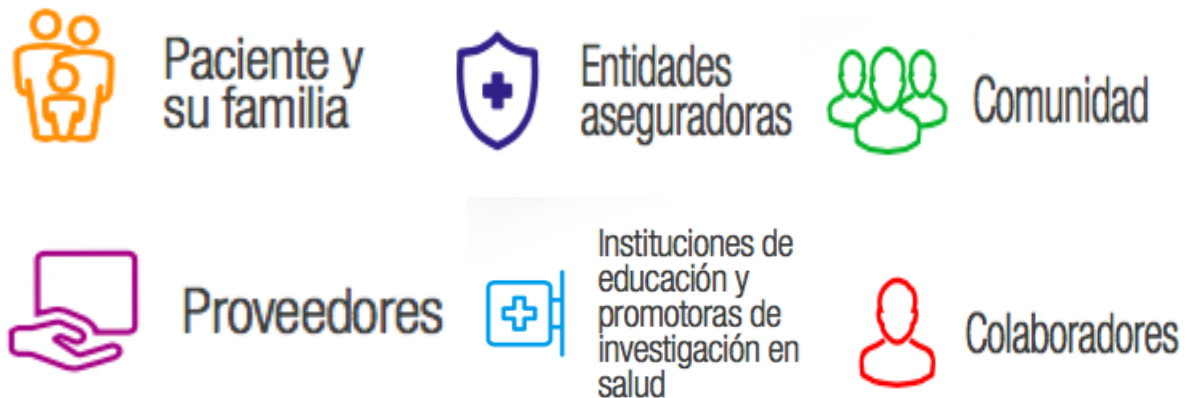 Paciente y
su familia
Entidades
aseguradoras
Comunidad
Proveedores
Instituciones de
educación y
promotoras de
investigación en
salud
Colaboradores